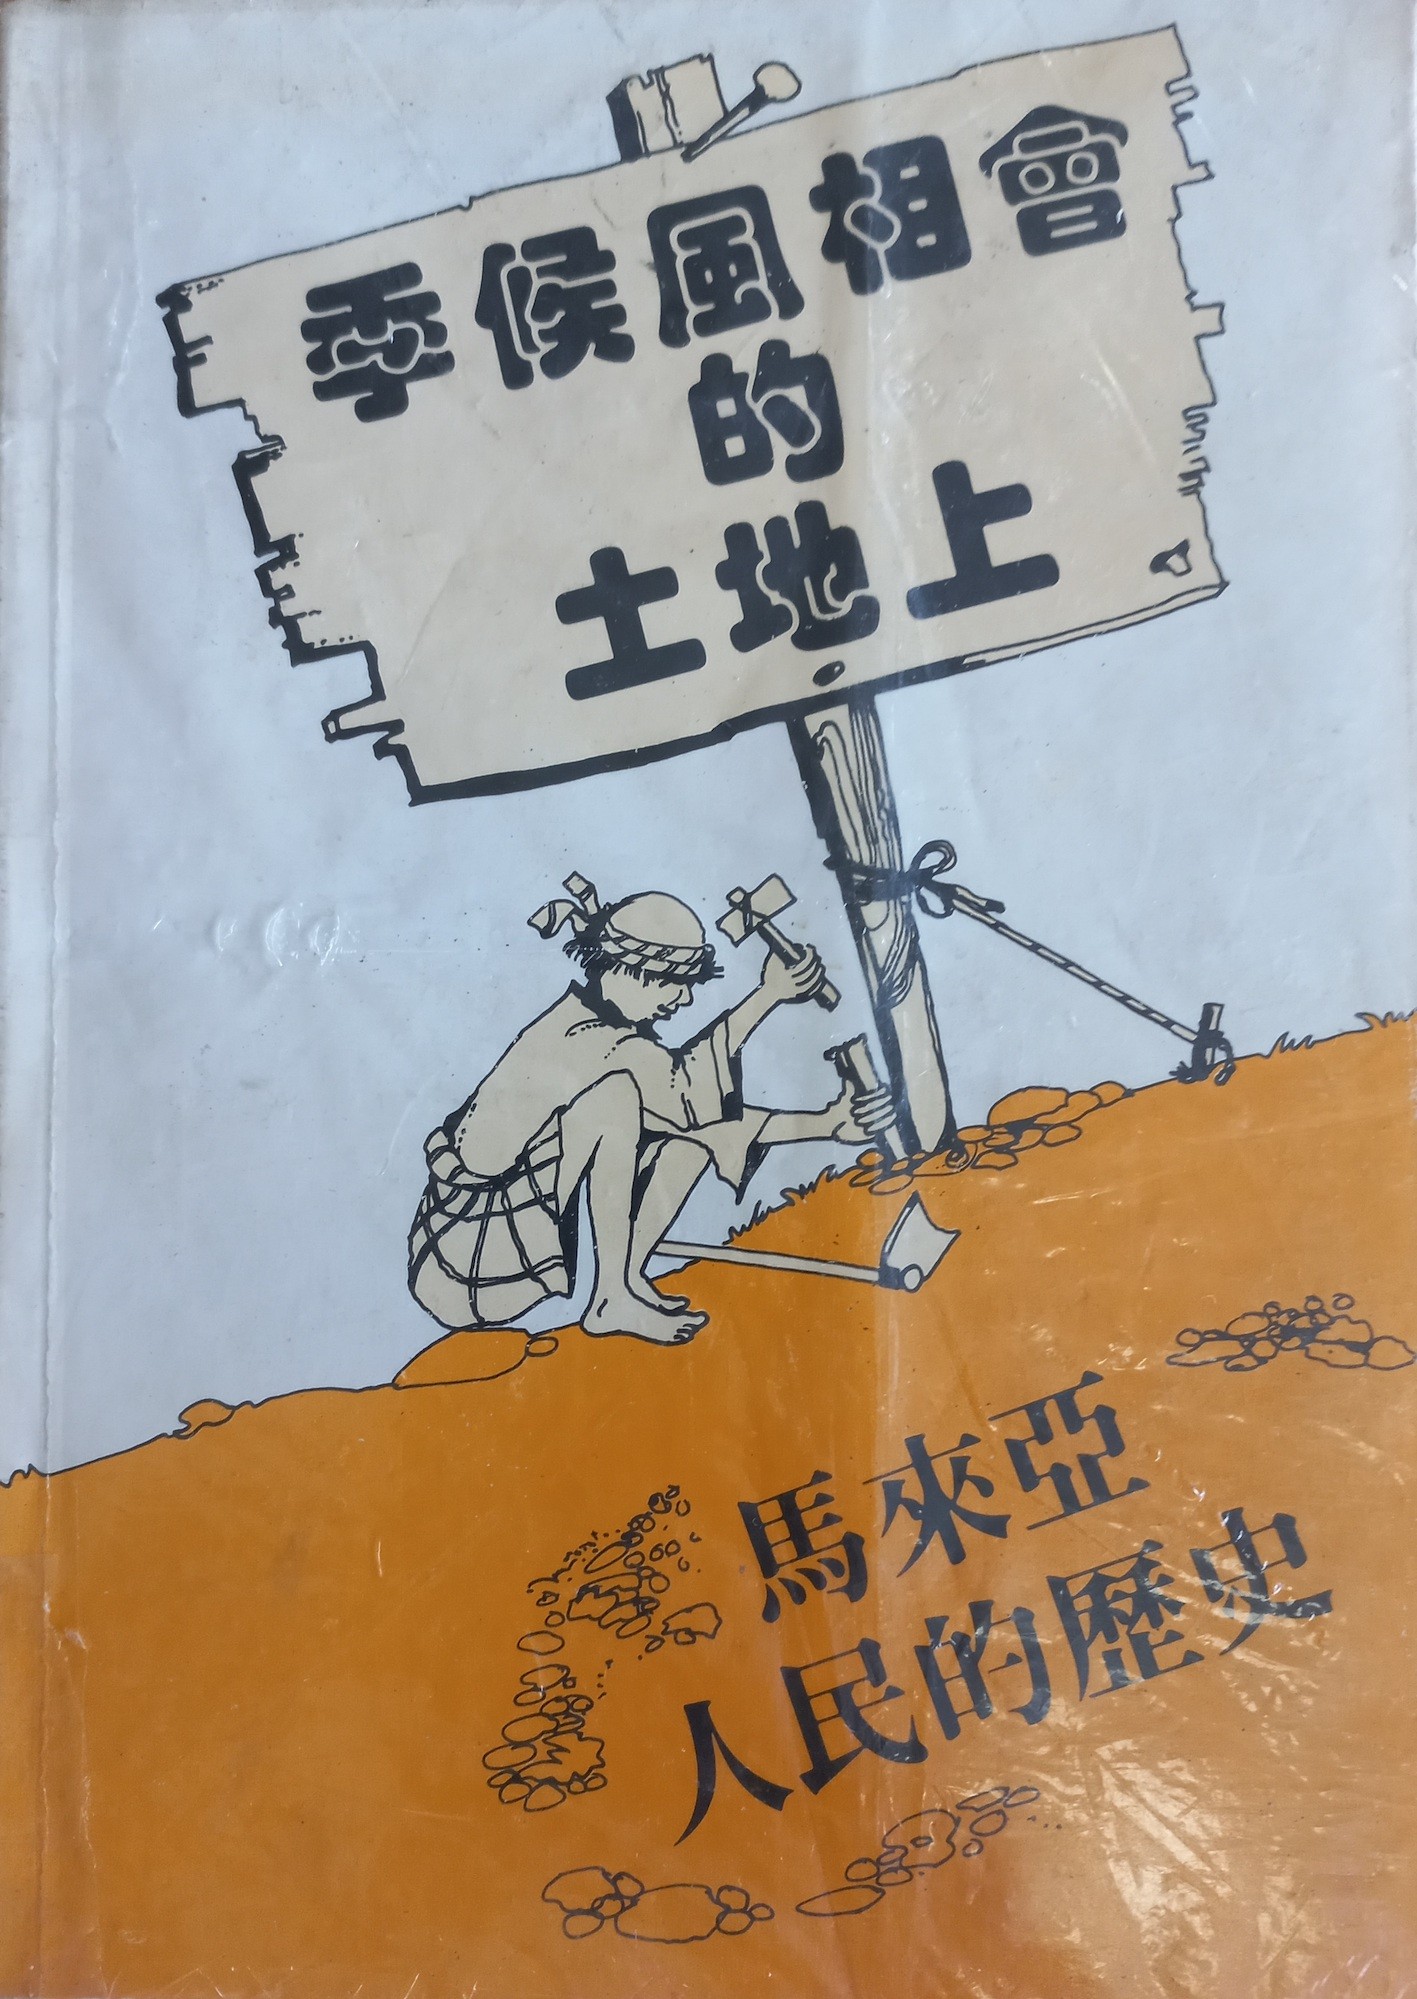 季候風相會
的
土地上
馬來亞
人民的歷史